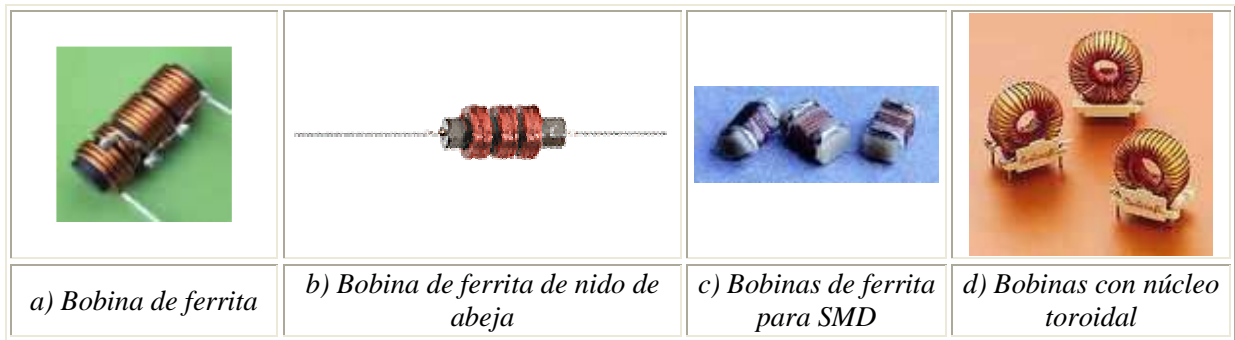 a) Bobina de ferrita
b) Bobina de ferrita de nido de
abeja
c) Bobinas de ferrita
para SMD
d) Bobinas con núcleo
toroidal